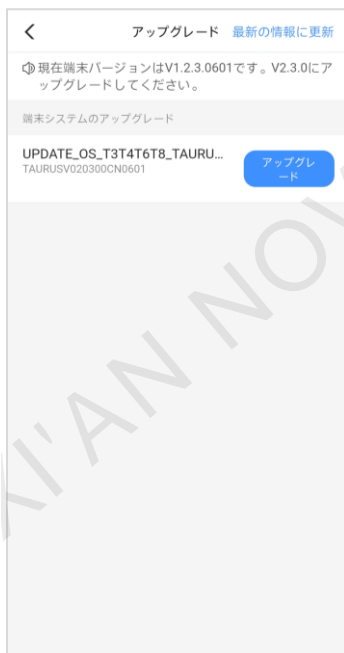 アップグレード 最新の情報に更新
現在端末バージョンはV1.2.3.0601です。V2.3.0にア
ップグレードしてください。
端末システムのアップグレード
UPDATE_OS_T3T4T6T8_TAURU...
TAURUSV020300CN0601
アップグレ
ード
XI'AN NOV